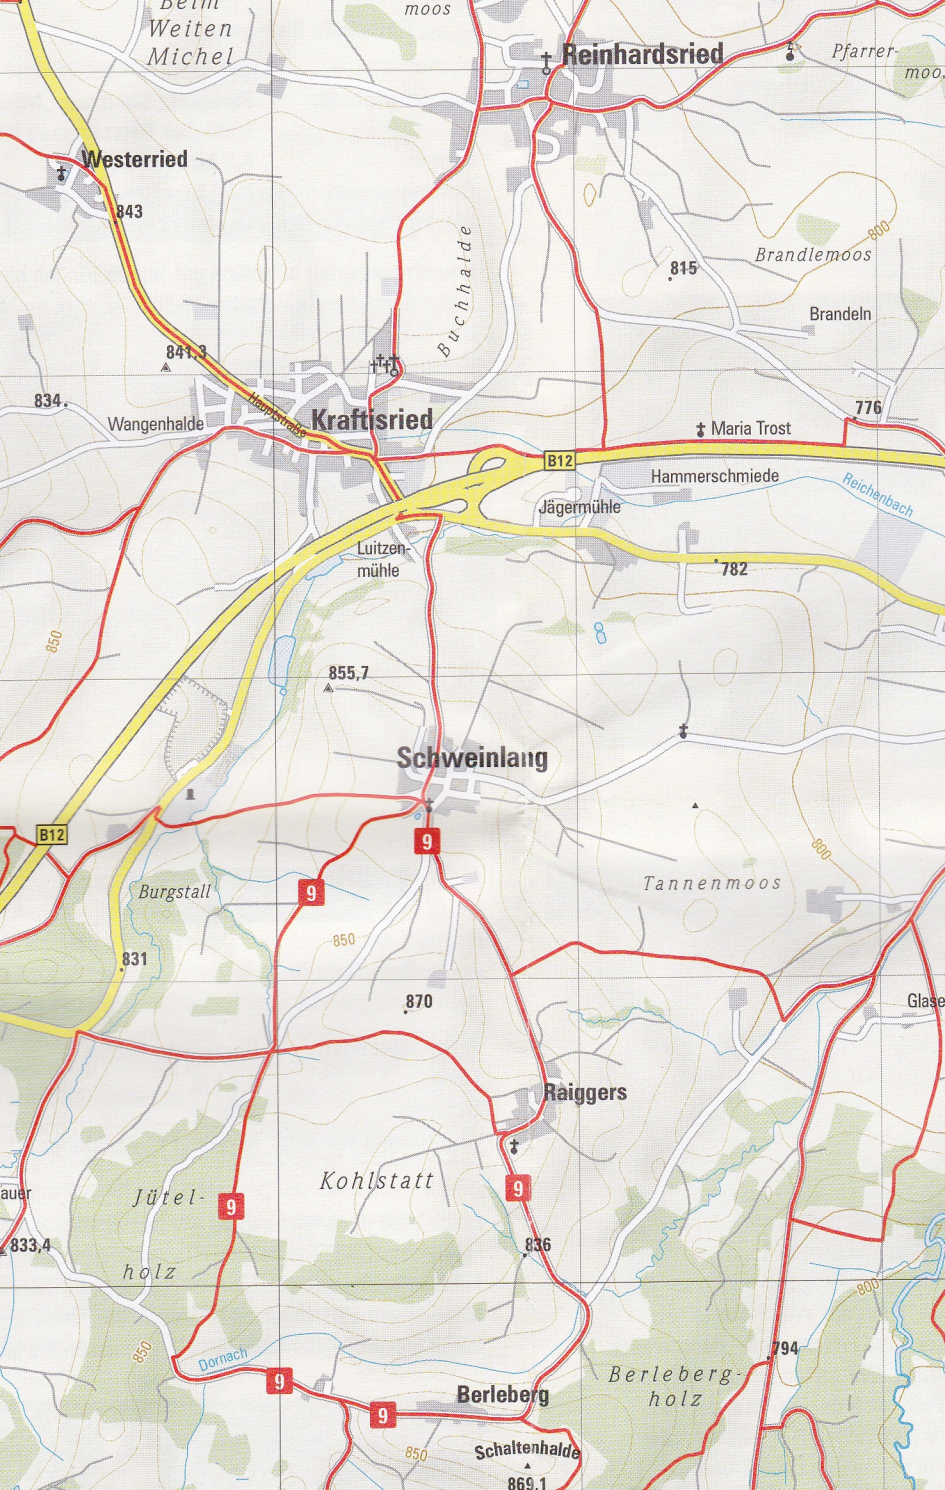 moos
Beim
Weiten
Michel
Reinhardsried
Pfarrer-
moo
Westerried
843
800
Buchhalde
Brandlemoos
815
Brandeln
841,3
834
Hauptstraße
Kraftisried
Wangenhalde
776
Maria Trost
B12
Hammerschmiede
Reichenbach
Jägermühle
Luitzen-
mühle
782
850
855,7
Schweinlang
B12
9
800
Burgstall
9
Tannenmoos
850
831
870
Glase
Raiggers
Kohlstatt
9
auer
Jütel-
9
833,4
836
holz
800
850
Dornach
794
9
Berleberg
Berleberg-
holz
9
850
Schaltenhalde
869,1